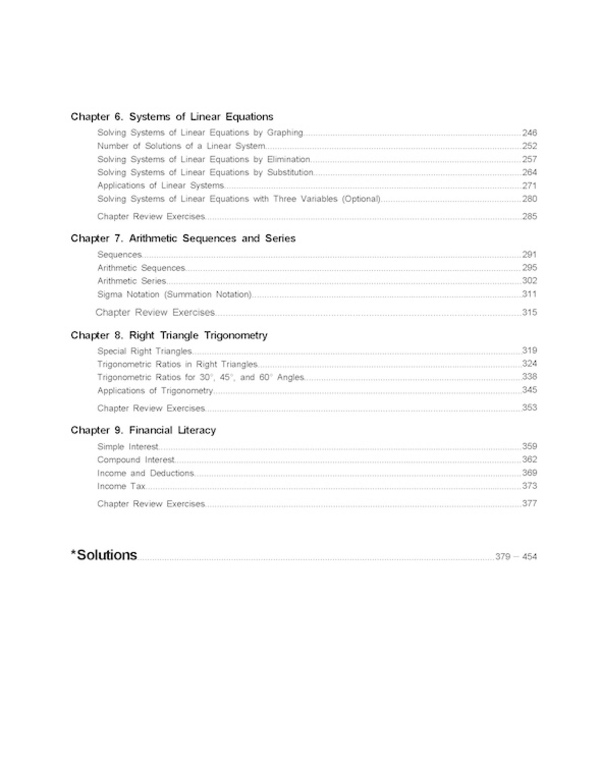 Chapter 6. Systems of Linear Equations
Solving Systems of Linear Equations by Graphing 246
Number of Solutions of a Linear System 252
Solving Systems of Linear Equations by Elimination 257
Solving Systems of Linear Equations by Substitution 264
Applications of Linear Systems 271
Solving Systems of Linear Equations with Three Variables (Optional) 280
Chapter Review Exercises 285
Chapter 7. Arithmetic Sequences and Series
Sequences 291
Arithmetic Sequences 295
Arithmetic Series 302
Sigma Notation (Summation Notation) 311
Chapter Review Exercises 315
Chapter 8. Right Triangle Trigonometry
Special Right Triangles 319
Trigonometric Ratios in Right Triangles 324
Trigonometric Ratios for 30°, 45°, and 60° Angles 338
Applications of Trigonometry 345
Chapter Review Exercises 353
Chapter 9. Financial Literacy
Simple Interest 359
Compound Interest 362
Income and Deductions 369
Income Tax 373
Chapter Review Exercises 377
*Solutions 379 – 454